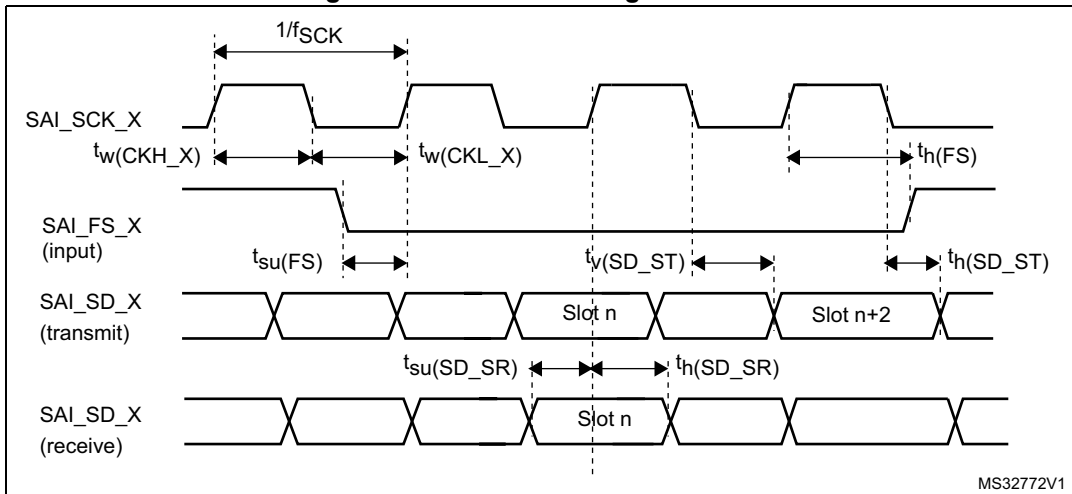 1/fSCK
SAI_SCK_X
tw(CKH_X)
tw(CKL_X)
th(FS)
SAI_FS_X
(input)
tsu(FS)
tv(SD_ST)
th(SD_ST)
SAI_SD_X
(transmit)
Slot n
Slot n+2
tsu(SD_SR)
th(SD_SR)
SAI_SD_X
(receive)
Slot n
MS32772V1